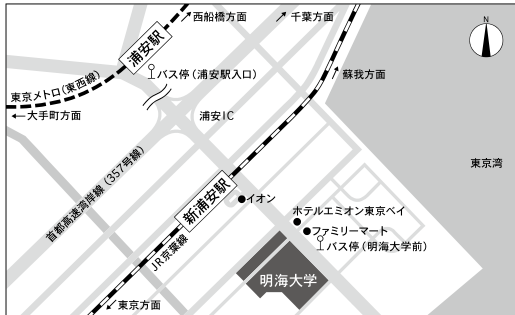 西船橋方面
千葉方面
N
浦安駅
バス停（浦安駅入口）
蘇我方面
東京メトロ（東西線）
←大手町方面
浦安IC
東京湾
首都高速湾岸線（357号線）
新浦安駅
イオン
ホテルエミオン東京ベイ
ファミリーマート
バス停（明海大学前）
JR京葉線
明海大学
東京方面